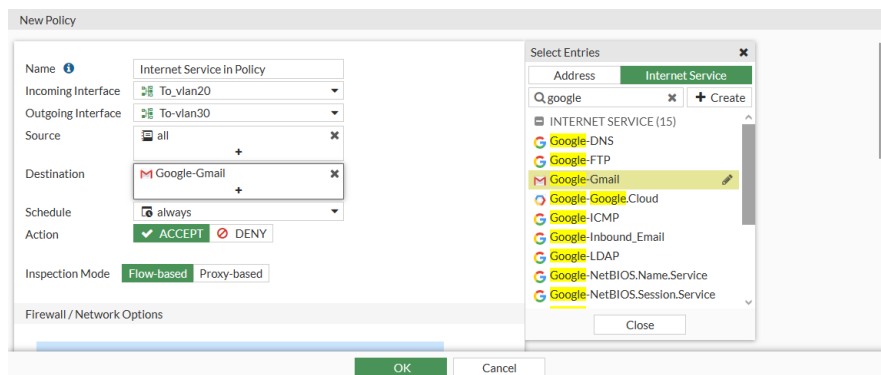 New Policy
Name
Internet Service in Policy
Incoming Interface
To_vlan20
Outgoing Interface
To-vlan30
Source
all
+
Destination
Google-Gmail
+
Schedule
always
Action
ACCEPT
DENY
Inspection Mode
Flow-based
Proxy-based
Firewall / Network Options
Select Entries
Address
Internet Service
google
+ Create
INTERNET SERVICE (15)
Google-DNS
Google-FTP
Google-Gmail
Google-Google.Cloud
Google-ICMP
Google-Inbound_Email
Google-LDAP
Google-NetBIOS.Name.Service
Google-NetBIOS.Session.Service
Close
OK
Cancel